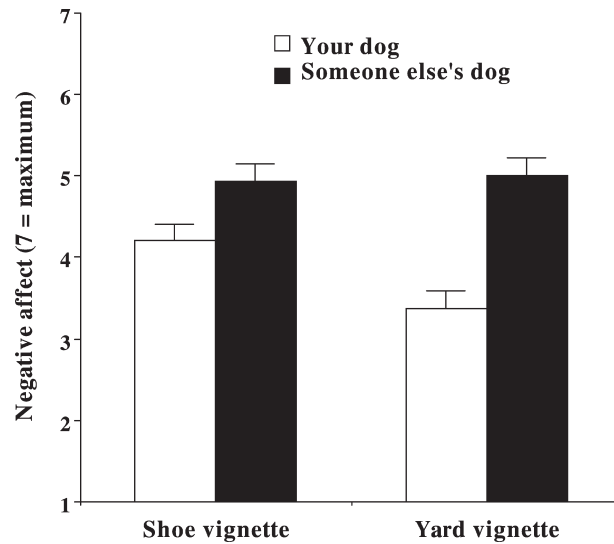 7
6
5
4
3
2
1
Negative affect (7 = maximum)
Your dog
Someone else's dog
Shoe vignette
Yard vignette